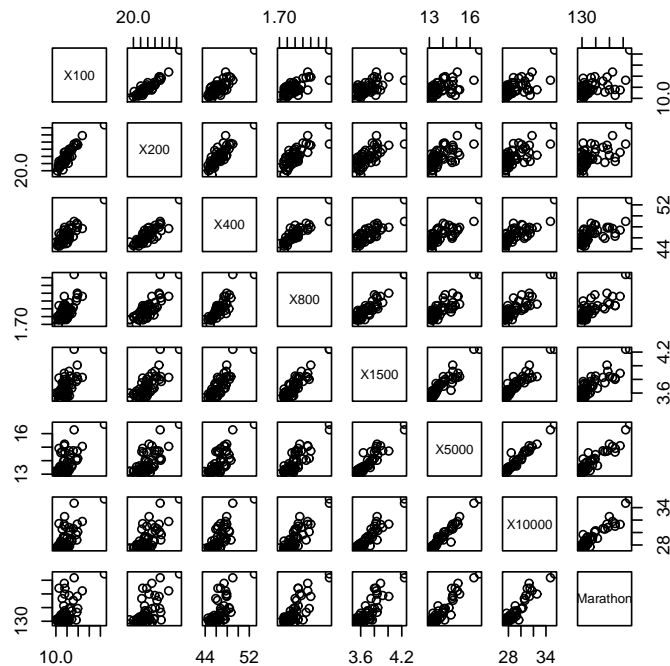 20.0 1.70 13 16 130
X100 10.0
20.0 X200
X400 44 52
1.70 X800
X1500 3.6 4.2
13 16 X5000
X10000 28 34
130 Marathon
10.0 44 52 3.6 4.2 28 34